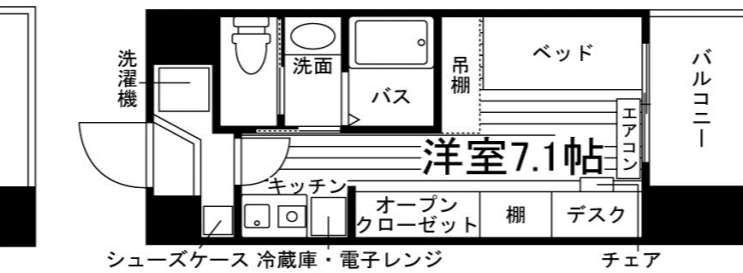 洗濯機
洗面
バス
吊棚
ベッド
エアコン
バルコニー
洋室7.1帖
キッチン
オープン
クローゼット
棚
デスク
シューズケース
冷蔵庫・電子レンジ
チェア